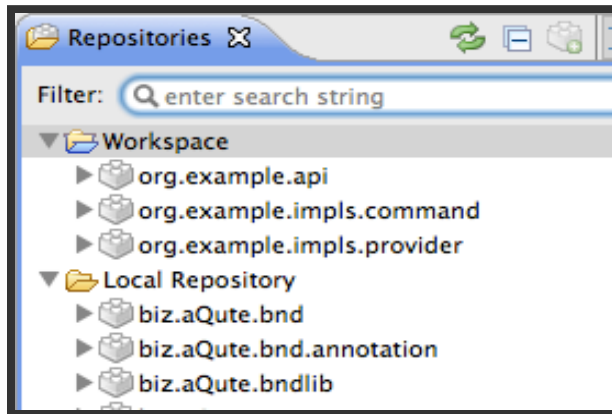 Repositories
Filter: enter search string
Workspace
org.example.api
org.example.impls.command
org.example.impls.provider
Local Repository
biz.aQute.bnd
biz.aQute.bnd.annotation
biz.aQute.bndlib